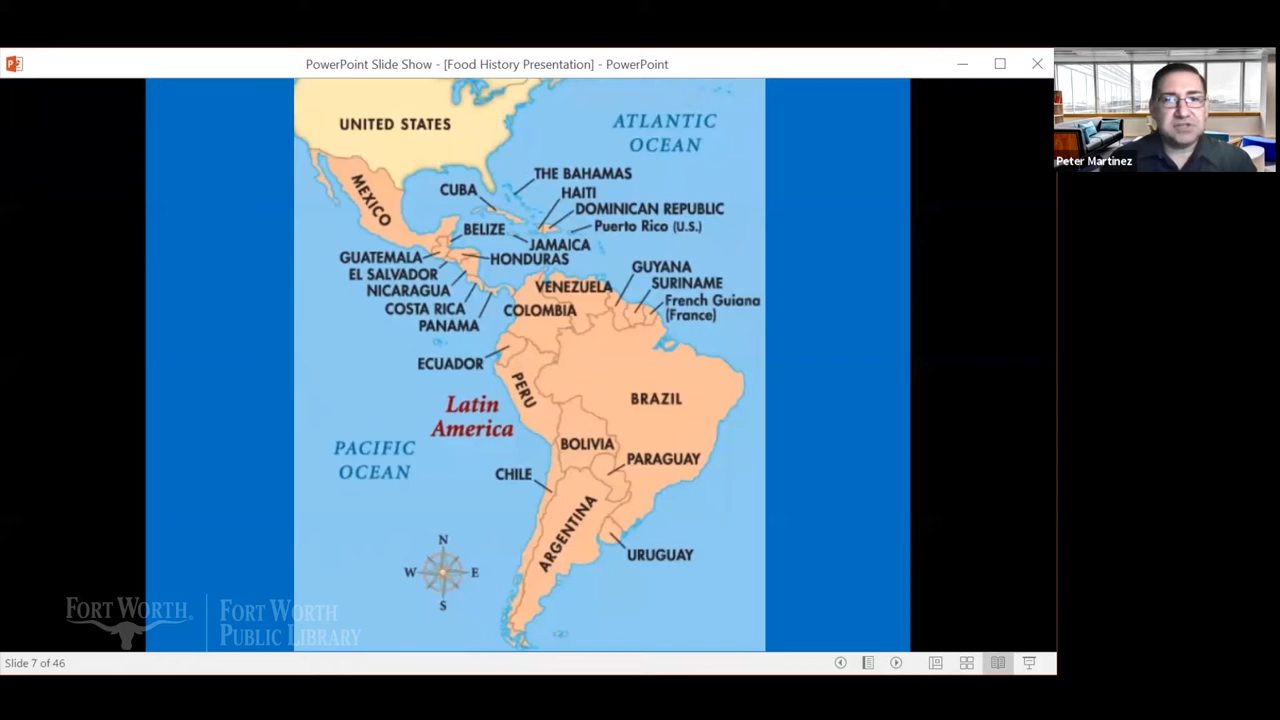 PowerPoint Slide Show - [Food History Presentation] - PowerPoint
Peter Martinez
UNITED STATES
ATLANTIC
OCEAN
MEXICO
CUBA
THE BAHAMAS
HAITI
DOMINICAN REPUBLIC
Puerto Rico (U.S.)
BELIZE
JAMAICA
GUATEMALA
HONDURAS
EL SALVADOR
NICARAGUA
COSTA RICA
PANAMA
GUYANA
SURINAME
French Guiana
(France)
VENEZUELA
COLOMBIA
ECUADOR
PERU
BRAZIL
Latin
America
PACIFIC
OCEAN
BOLIVIA
PARAGUAY
CHILE
ARGENTINA
URUGUAY
N
W E
S
FORT WORTH®
FORT WORTH
PUBLIC LIBRARY
Slide 7 of 46